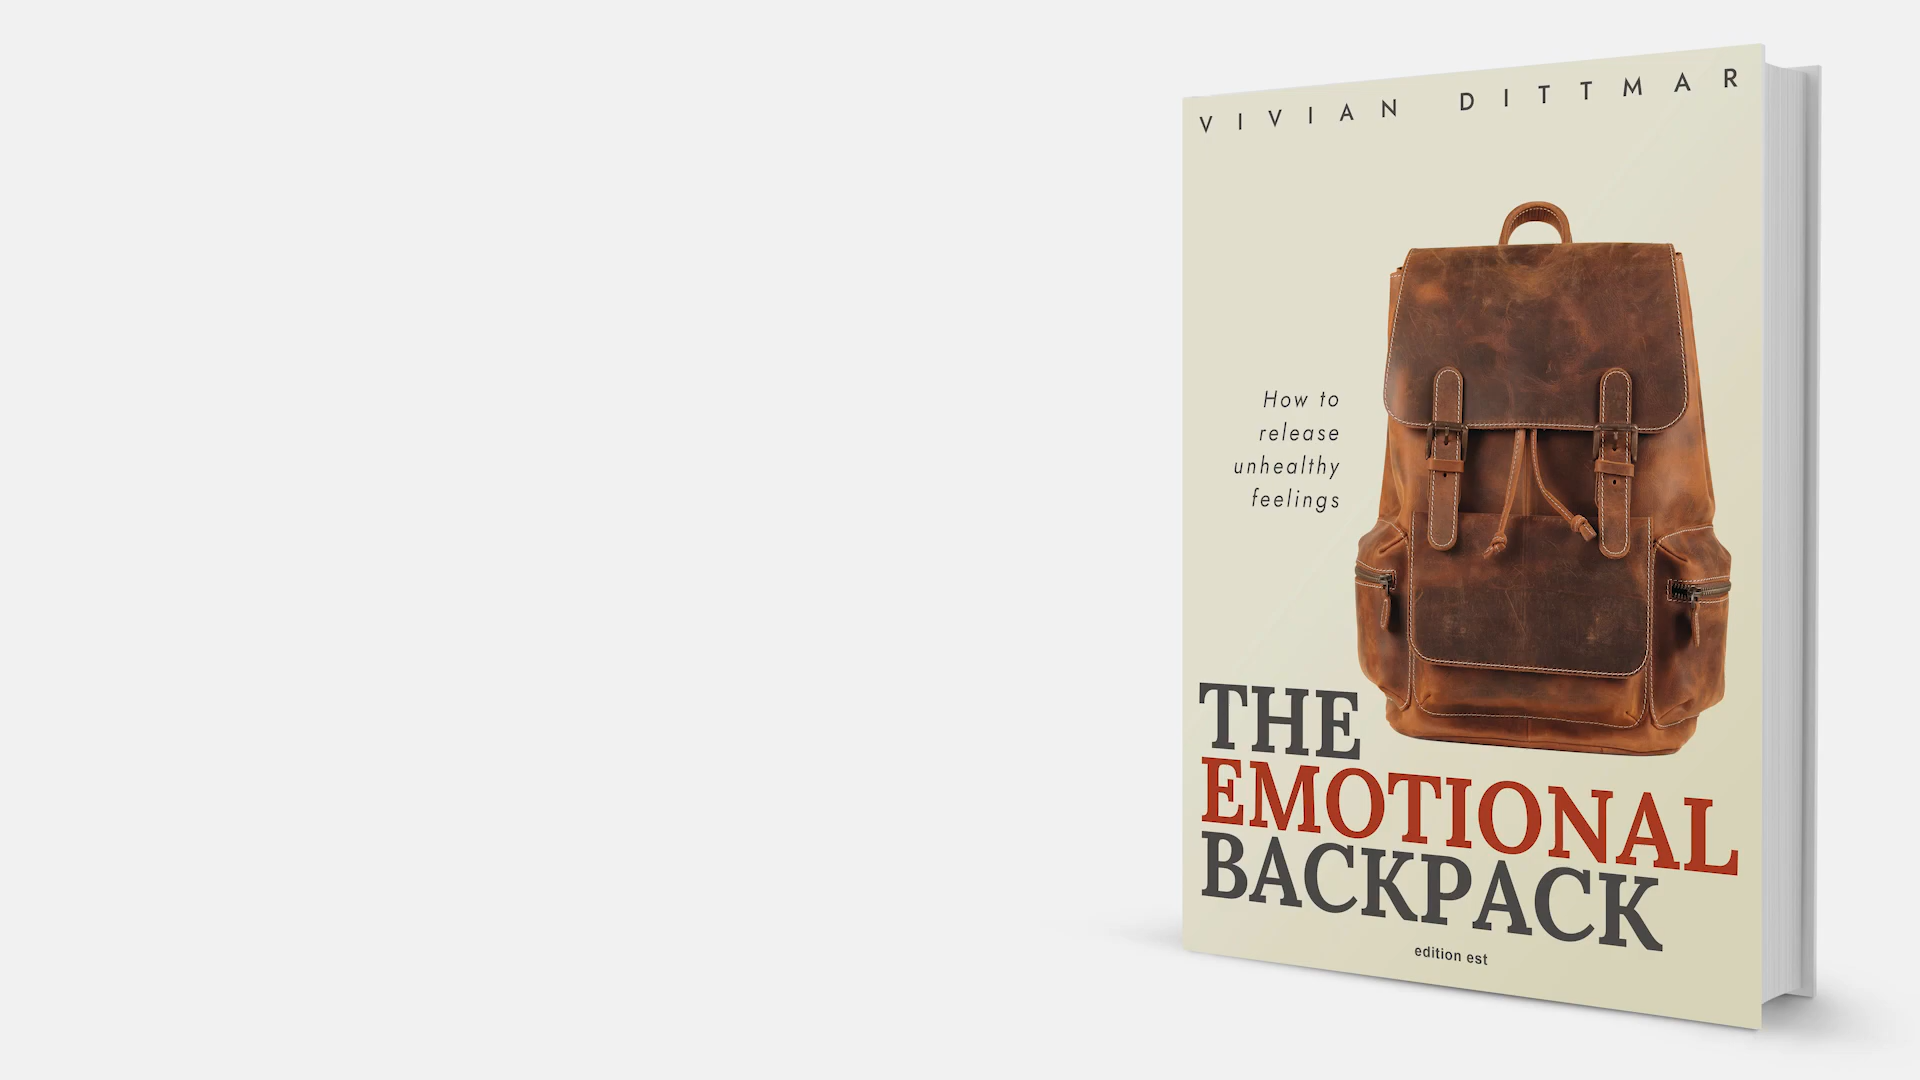 VIVIAN DITTMAR
How to
release
unhealthy
feelings
THE
EMOTIONAL
BACKPACK
edition est